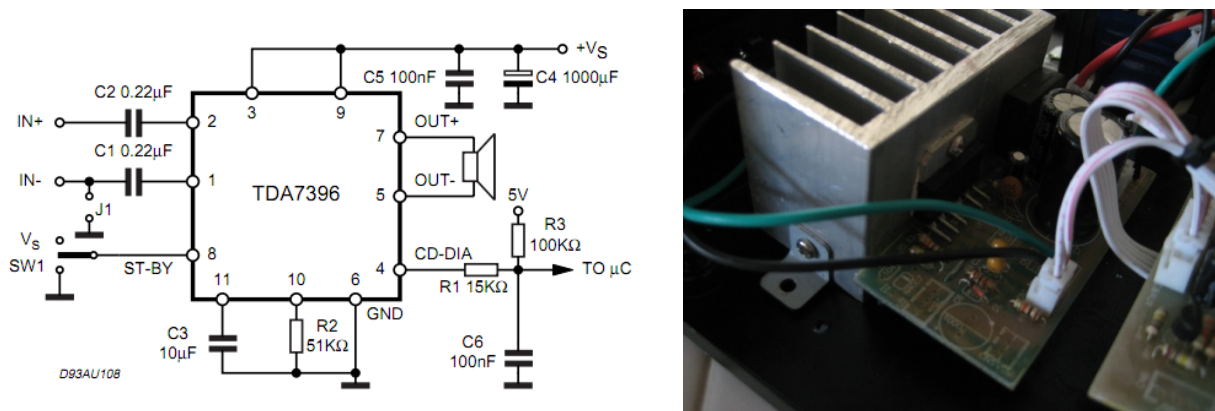 +VS
C5 100nF
C4 1000μF
C2 0.22μF
3
9
IN+
2
7
OUT+
C1 0.22μF
IN-
1
TDA7396
OUT-
5
J1
5V
VS
R3
100KΩ
8
CD-DIA
SW1
ST-BY
4
TO μC
R1 15KΩ
11
10
6
GND
C3
10μF
R2
51KΩ
C6
100nF
D93AU108